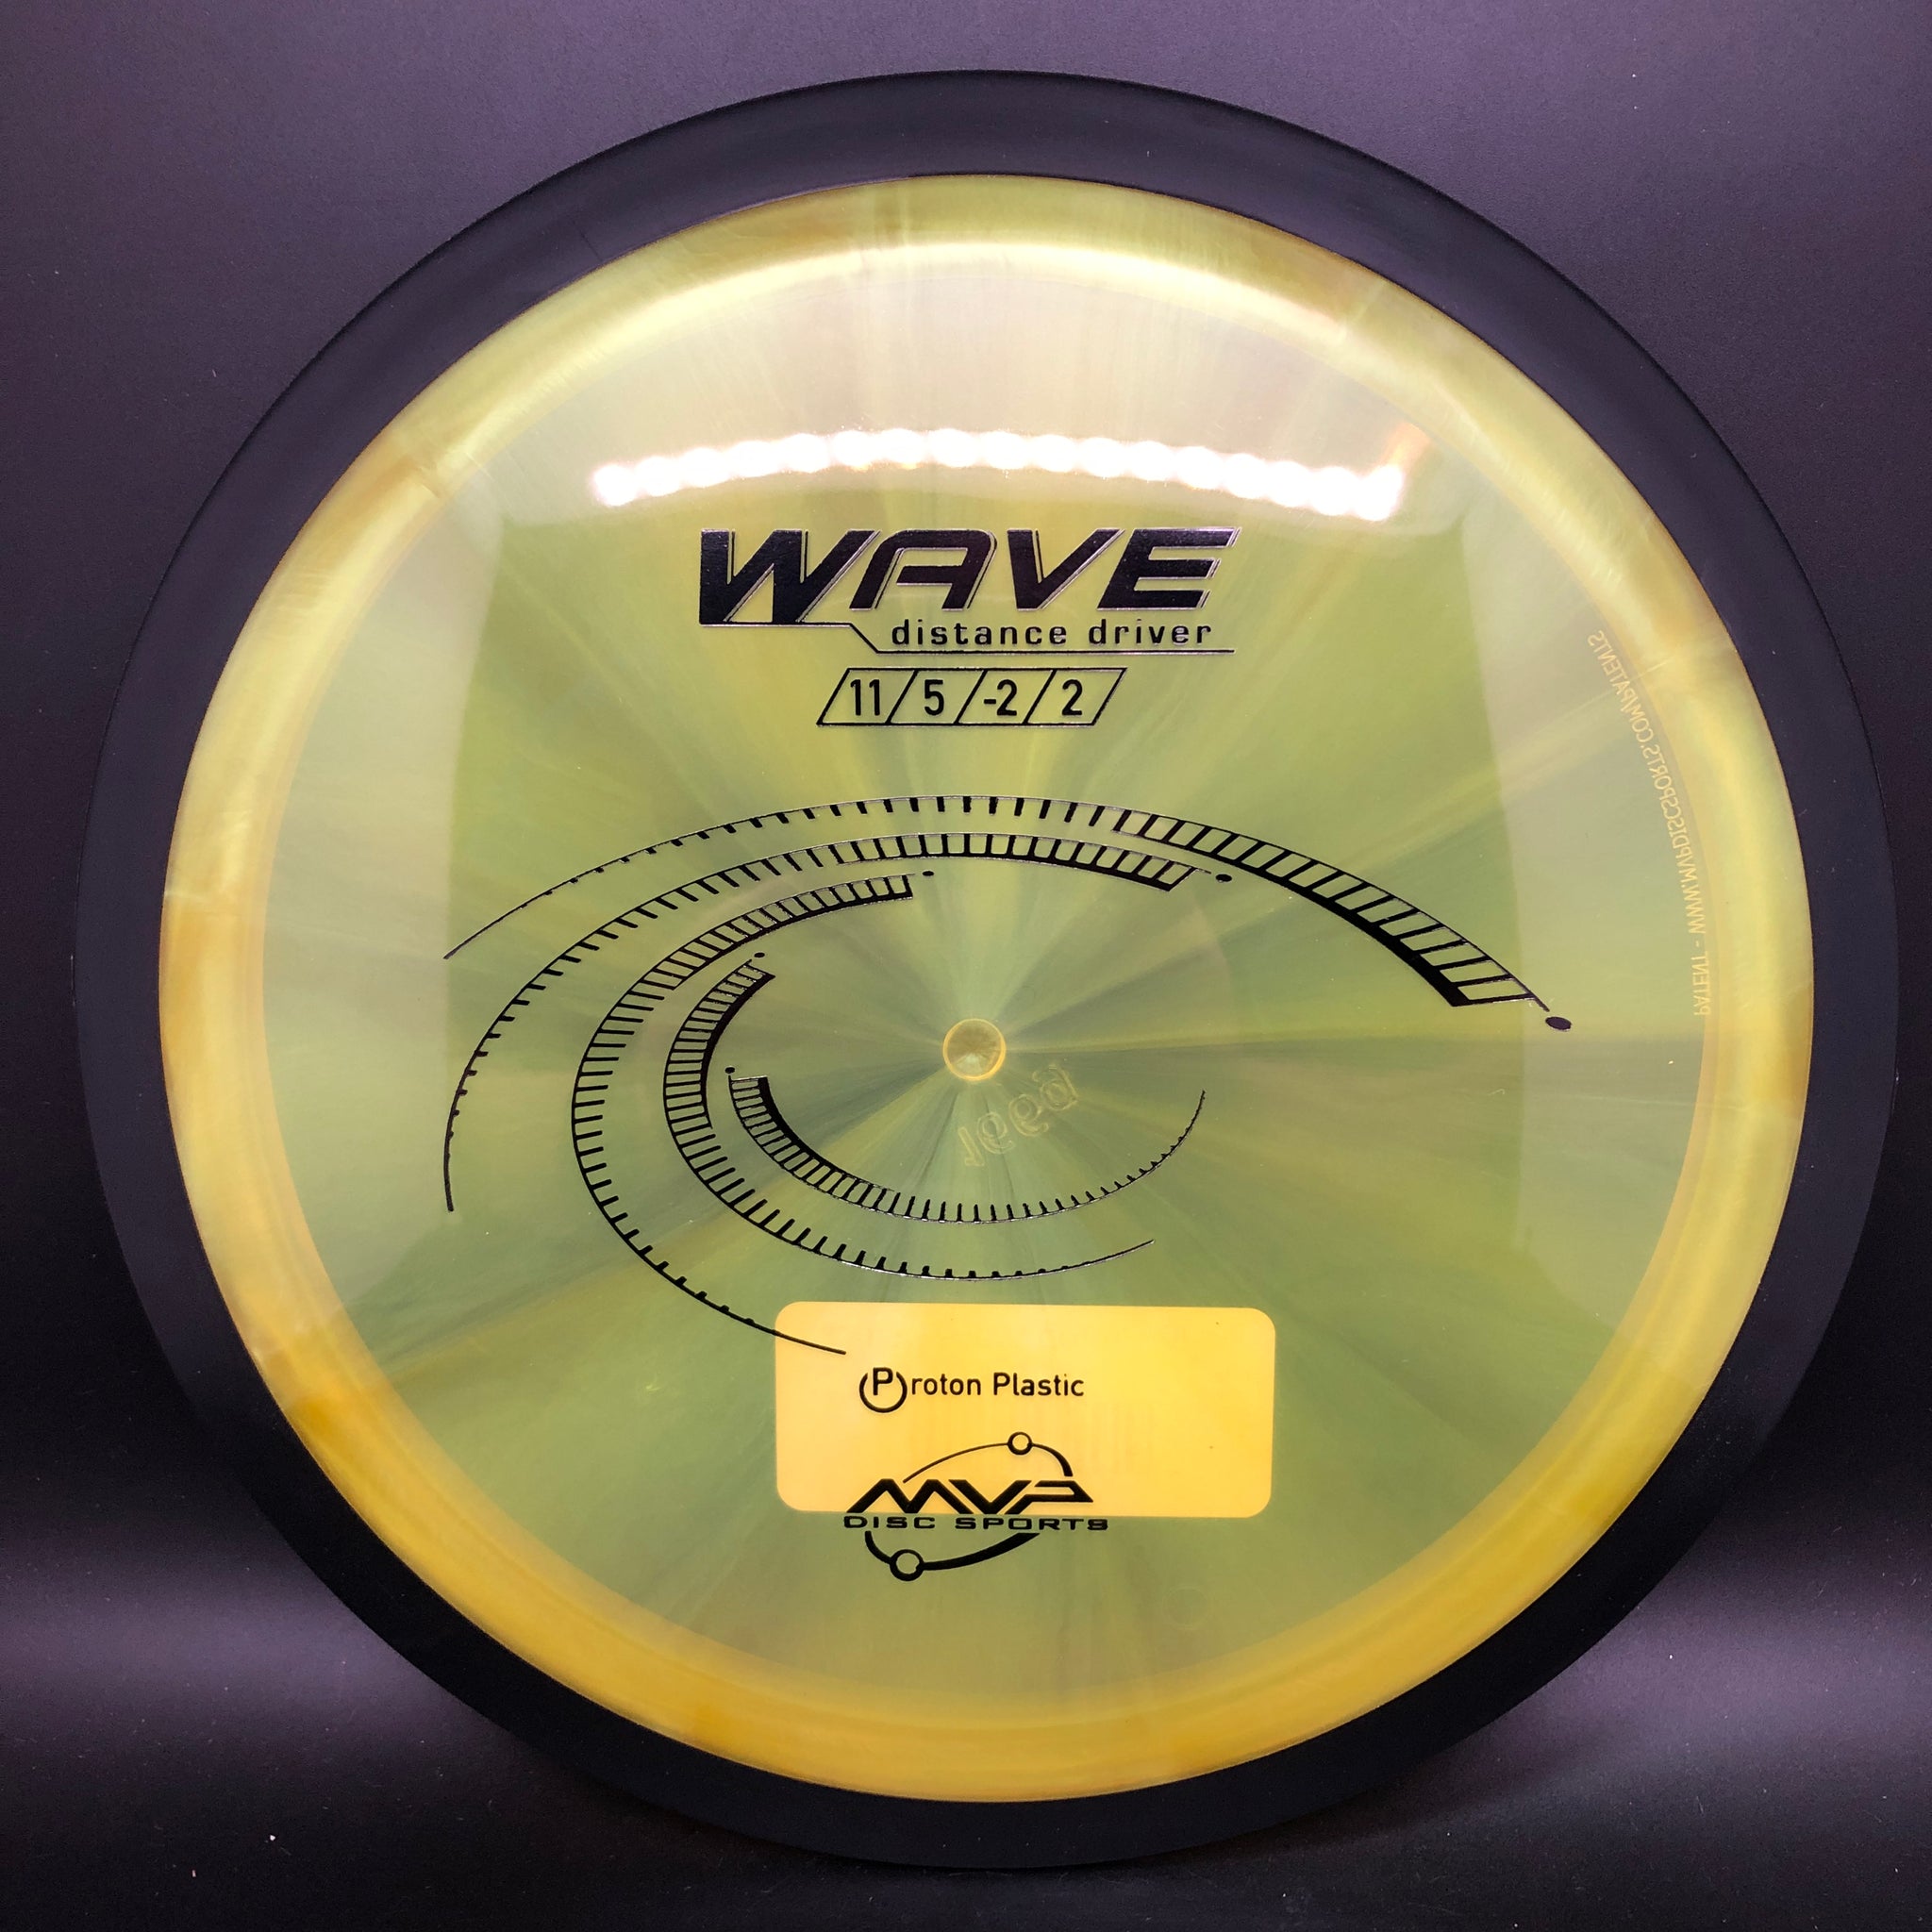 WAVE
distance driver
11/5/-2/2
PATENT - WWW.MVPDISCSPORTS.COM/PATENTS
Proton Plastic
MVP
DISC SPORTS